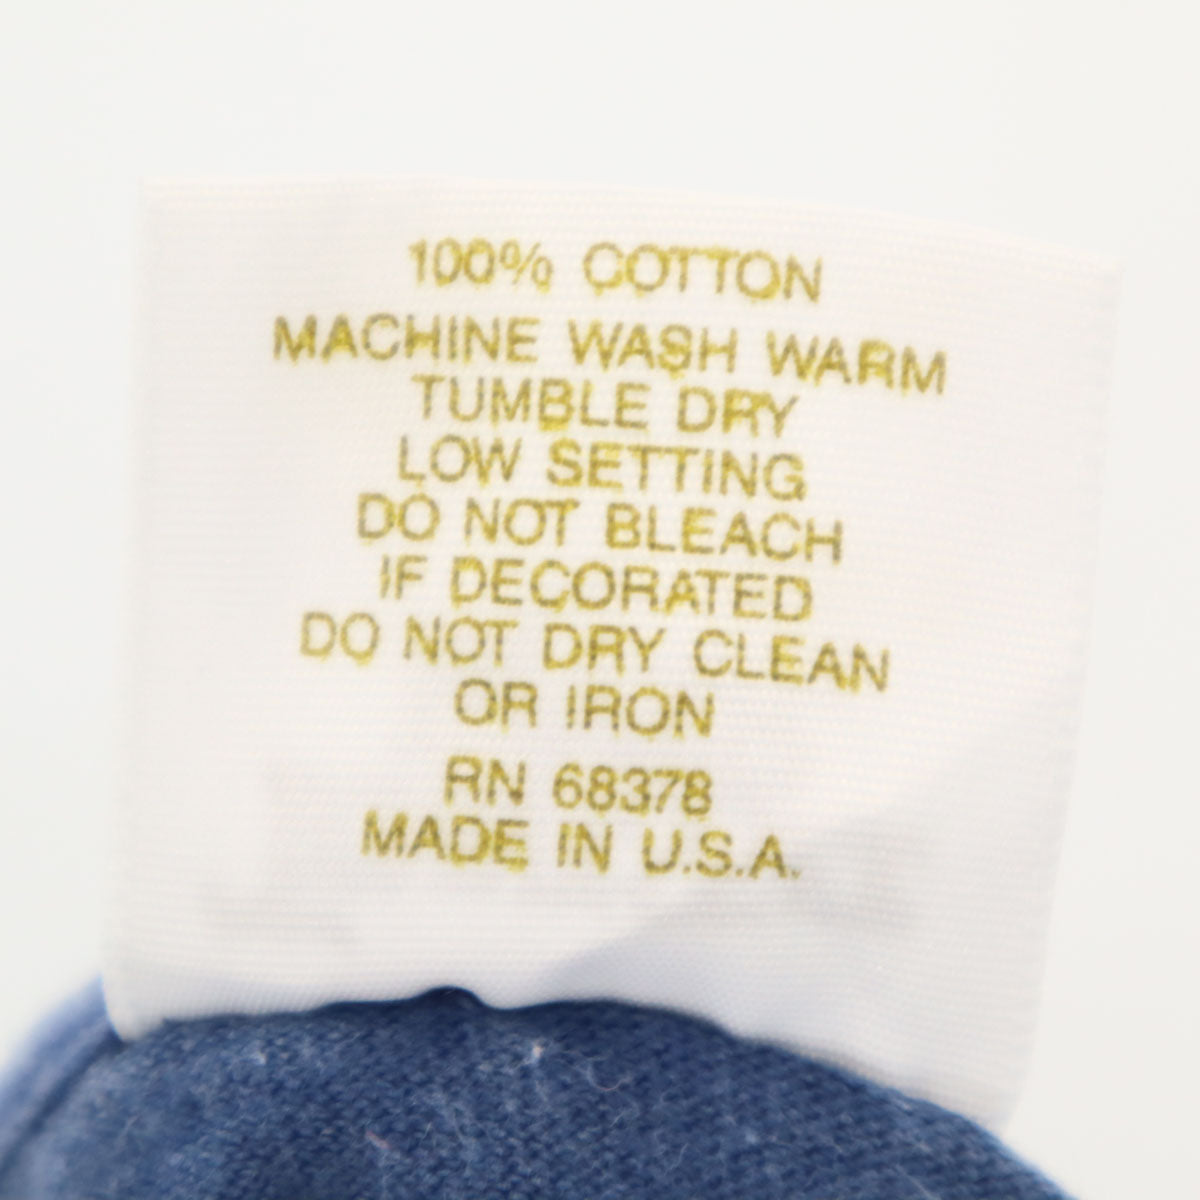 100% COTTON
MACHINE WASH WARM
TUMBLE DRY
LOW SETTING
DO NOT BLEACH
IF DECORATED
DO NOT DRY CLEAN
OR IRON
RN 68378
MADE IN U.S.A.